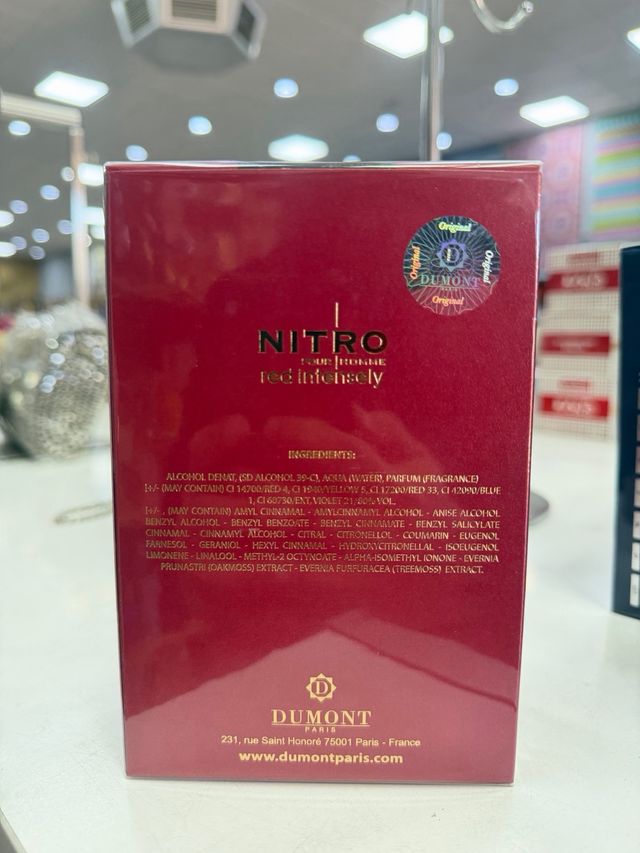 Original
Original
Original
DUMONT
PARIS
Original
NITRO
POUR HOMME
red intensely
INGREDIENTS:
ALCOHOL DENAT, (SD ALCOHOL 39-C), AQUA (WATER), PARFUM (FRAGRANCE)
[+/- (MAY CONTAIN) CI 14700/RED 4, CI 1940/YELLOW 5, CI 17200/RED 33, CI 42090/BLUE
1, CI 60730/EXT, VIOLET 2], 80% VOL.
[+/- , (MAY CONTAIN) AMYL CINNAMAL - AMYLCINNAMYL ALCOHOL - ANISE ALCOHOL
BENZYL ALCOHOL - BENZYL BENZOATE - BENZYL CINNAMATE - BENZYL SALICYLATE
CINNAMAL - CINNAMYL ALCOHOL - CITRAL - CITRONELLOL - COUMARIN - EUGENOL
FARNESOL - GERANIOL - HEXYL CINNAMAL - HYDROXYCITRONELLAL - ISOEUGENOL
LIMONENE - LINALOOL - METHYL-2 OCTYNOATE - ALPHA-ISOMETHYL IONONE - EVERNIA
PRUNASTRI (OAKMOSS) EXTRACT - EVERNIA FURFURACEA (TREEMOSS) EXTRACT.
D
DUMONT
PARIS
231, rue Saint Honoré 75001 Paris - France
www.dumontparis.com